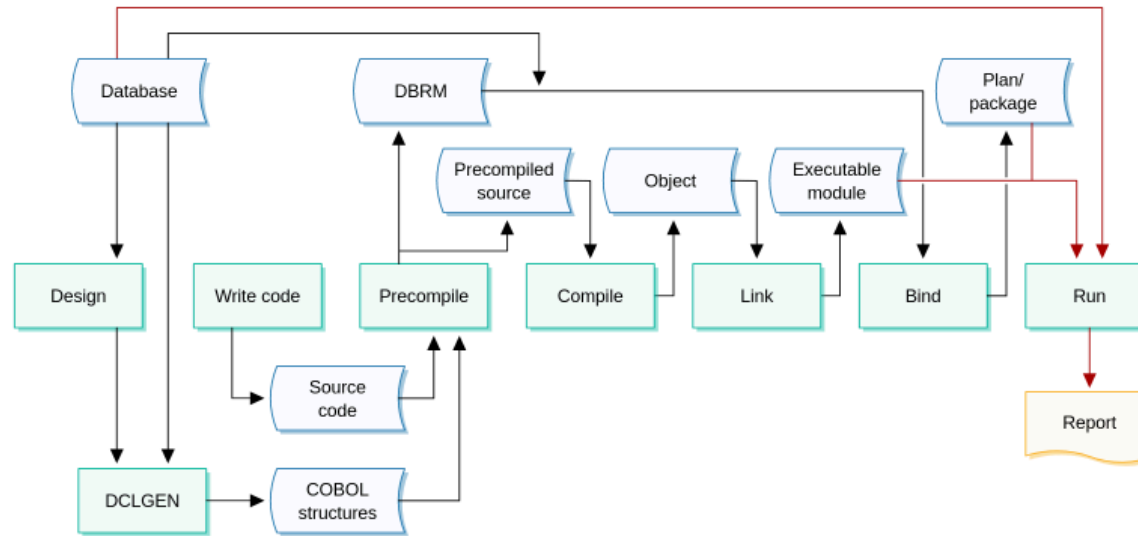 Database
DBRM
Plan/
package
Precompiled
source
Object
Executable
module
Design
Write code
Precompile
Compile
Link
Bind
Run
Source
code
Report
DCLGEN
COBOL
structures